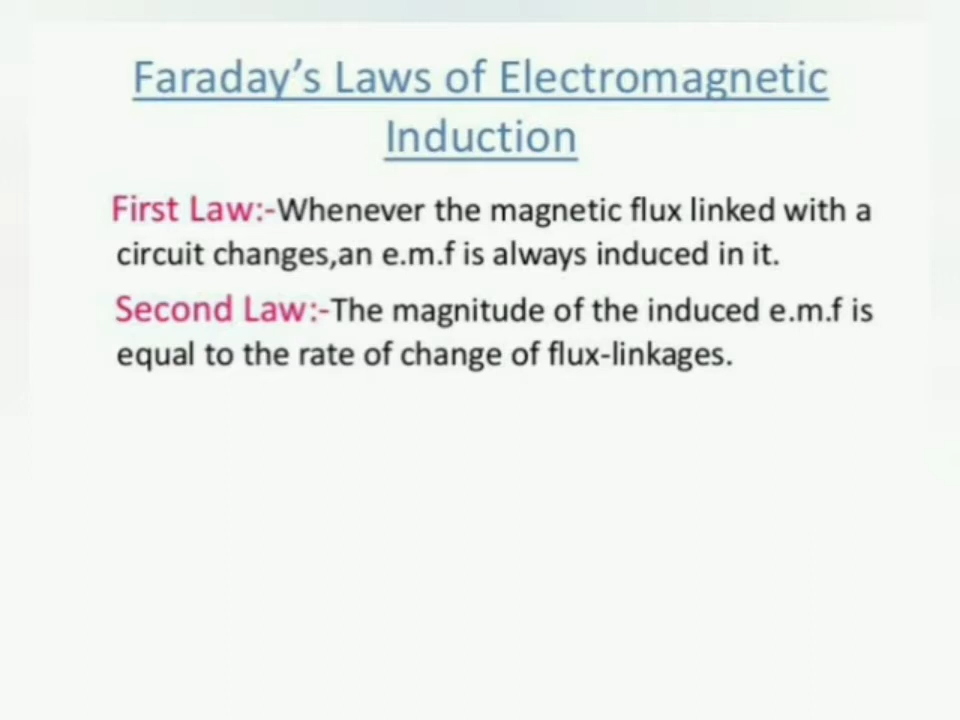 Faraday’s Laws of Electromagnetic
Induction
First Law:-Whenever the magnetic flux linked with a
circuit changes,an e.m.f is always induced in it.
Second Law:-The magnitude of the induced e.m.f is
equal to the rate of change of flux-linkages.